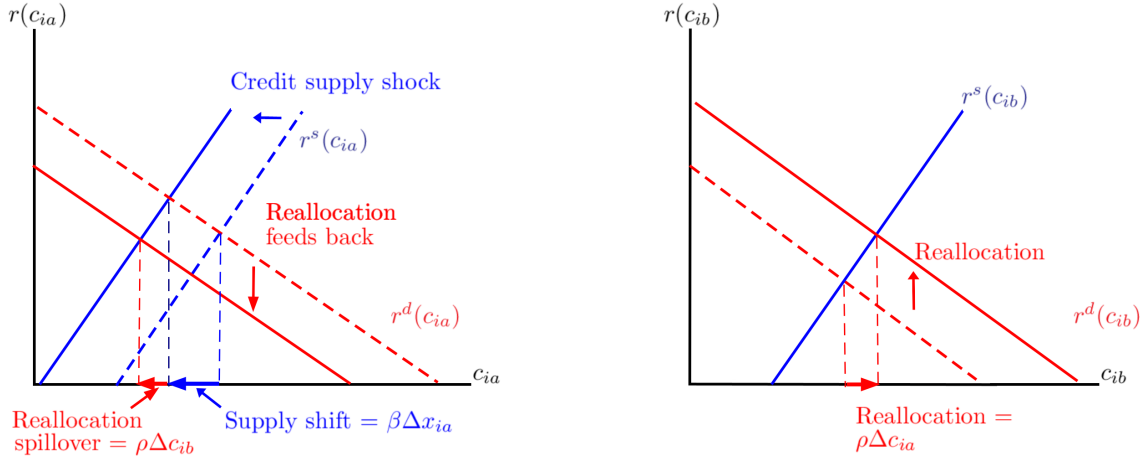 r(c_{ia})
Credit supply shock
r^s(c_{ia})
Reallocation
feeds back
r^d(c_{ia})
c_{ia}
Reallocation
spillover = ρΔc_{ib}
Supply shift = βΔx_{ia}
r(c_{ib})
r^s(c_{ib})
Reallocation
r^d(c_{ib})
c_{ib}
Reallocation =
ρΔc_{ia}